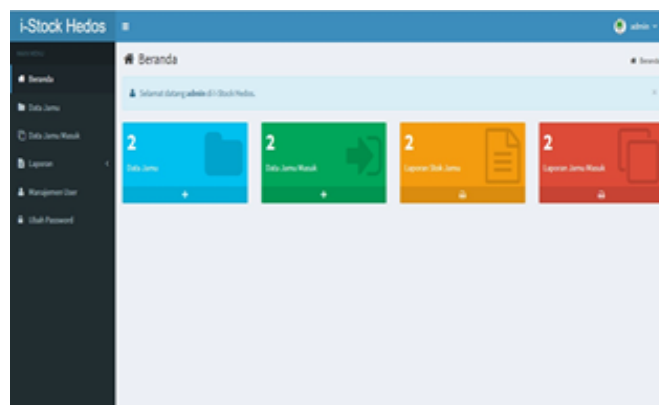 i-Stock Hedos
admin
Beranda
Beranda
Beranda
Selamat datang admin di i-Stock Hedos.
Data Jamu
Data Jamu Masuk
Laporan
Manajemen User
Ubah Password
2
Data Jamu
2
Data Jamu Masuk
2
Laporan Stok Jamu
2
Laporan Jamu Masuk